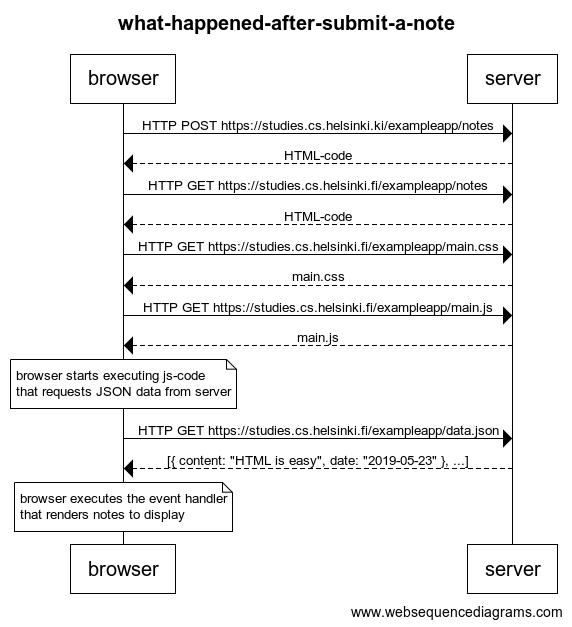 what-happened-after-submit-a-note
browser
server
HTTP POST https://studies.cs.helsinki.ki/exampleapp/notes
HTML-code
HTTP GET https://studies.cs.helsinki.fi/exampleapp/notes
HTML-code
HTTP GET https://studies.cs.helsinki.fi/exampleapp/main.css
main.css
HTTP GET https://studies.cs.helsinki.fi/exampleapp/main.js
main.js
browser starts executing js-code
that requests JSON data from server
HTTP GET https://studies.cs.helsinki.fi/exampleapp/data.json
[{ content: "HTML is easy", date: "2019-05-23" }, ...]
browser executes the event handler
that renders notes to display
browser
server
www.websequencediagrams.com